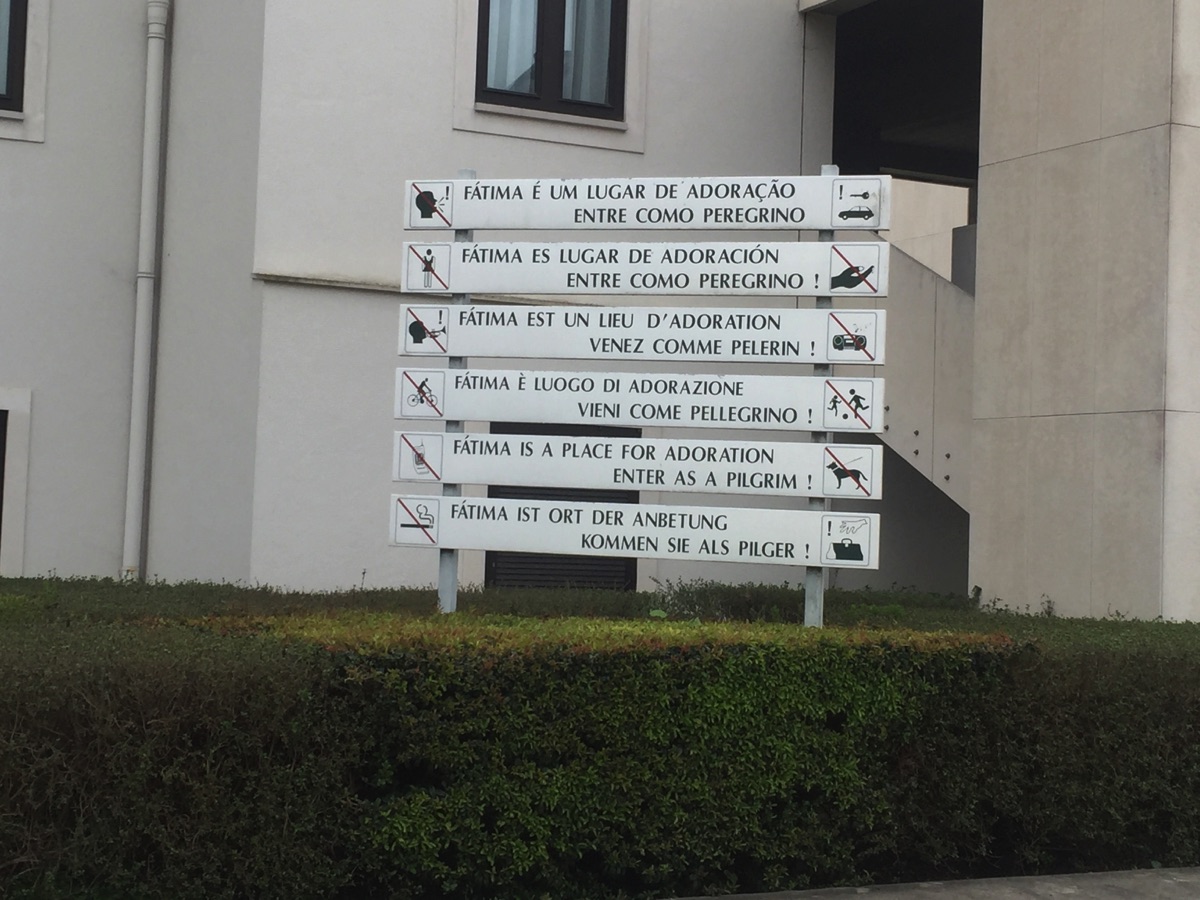 FÁTIMA É UM LUGAR DE ADORAÇÃO
ENTRE COMO PEREGRINO
FÁTIMA ES LUGAR DE ADORACIÓN
ENTRE COMO PEREGRINO !
FÁTIMA EST UN LIEU D'ADORATION
VENEZ COMME PELERIN !
FÁTIMA È LUOGO DI ADORAZIONE
VIENI COME PELLEGRINO !
FÁTIMA IS A PLACE FOR ADORATION
ENTER AS A PILGRIM !
FÁTIMA IST ORT DER ANBETUNG
KOMMEN SIE ALS PILGER !